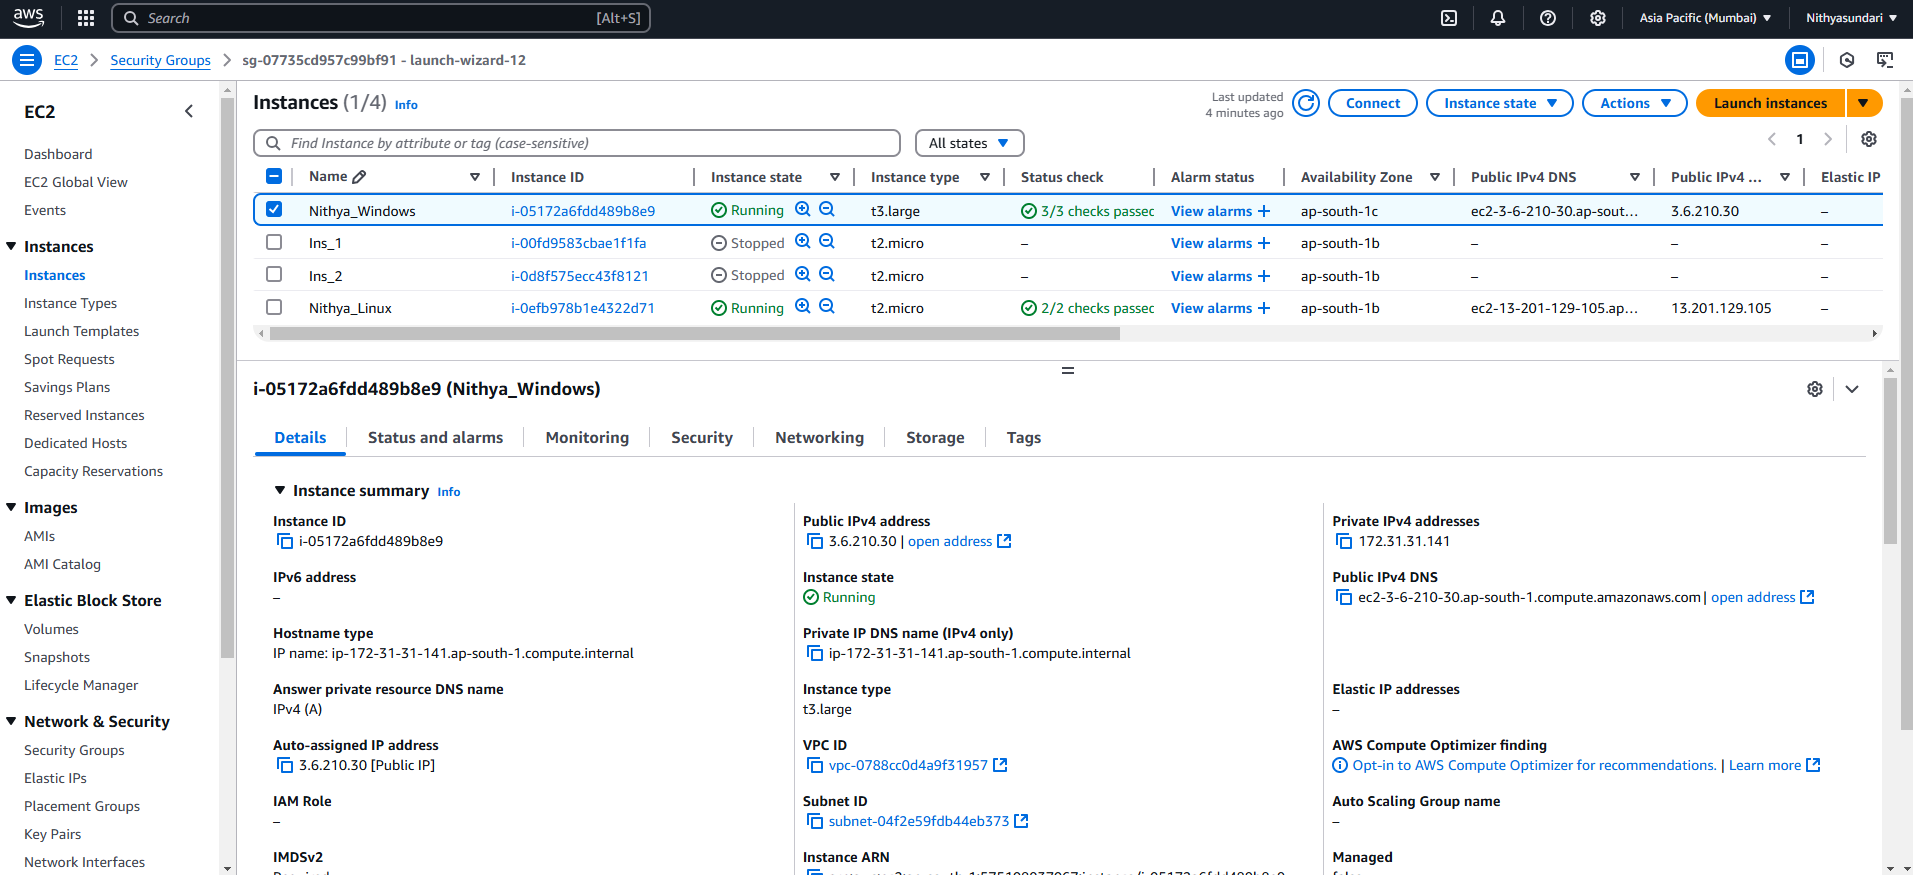 aws
Search [Alt+S]
Asia Pacific (Mumbai)
Nithyasundari
EC2 > Security Groups > sg-07735cd957c99bf91 - launch-wizard-12
EC2
Dashboard
EC2 Global View
Events
Instances
Instances
Instance Types
Launch Templates
Spot Requests
Savings Plans
Reserved Instances
Dedicated Hosts
Capacity Reservations
Images
AMIs
AMI Catalog
Elastic Block Store
Volumes
Snapshots
Lifecycle Manager
Network & Security
Security Groups
Elastic IPs
Placement Groups
Key Pairs
Network Interfaces
Instances (1/4) Info
Last updated
4 minutes ago
Connect
Instance state
Actions
Launch instances
Find Instance by attribute or tag (case-sensitive)
All states
1
Name Instance ID Instance state Instance type Status check Alarm status Availability Zone Public IPv4 DNS Public IPv4 ... Elastic IP
Nithya_Windows i-05172a6fdd489b8e9 Running t3.large 3/3 checks passed View alarms + ap-south-1c ec2-3-6-210-30.ap-sout... 3.6.210.30 –
Ins_1 i-00fd9583cbae1f1fa Stopped t2.micro – View alarms + ap-south-1b – – –
Ins_2 i-0d8f575ecc43f8121 Stopped t2.micro – View alarms + ap-south-1b – – –
Nithya_Linux i-0efb978b1e4322d71 Running t2.micro 2/2 checks passed View alarms + ap-south-1b ec2-13-201-129-105.ap... 13.201.129.105 –
i-05172a6fdd489b8e9 (Nithya_Windows)
Details Status and alarms Monitoring Security Networking Storage Tags
Instance summary Info
Instance ID
i-05172a6fdd489b8e9
Public IPv4 address
3.6.210.30 | open address
Private IPv4 addresses
172.31.31.141
IPv6 address
–
Instance state
Running
Public IPv4 DNS
ec2-3-6-210-30.ap-south-1.compute.amazonaws.com | open address
Hostname type
IP name: ip-172-31-31-141.ap-south-1.compute.internal
Private IP DNS name (IPv4 only)
ip-172-31-31-141.ap-south-1.compute.internal
Answer private resource DNS name
IPv4 (A)
Instance type
t3.large
Elastic IP addresses
–
Auto-assigned IP address
3.6.210.30 [Public IP]
VPC ID
vpc-0788cc0d4a9f31957
AWS Compute Optimizer finding
Opt-in to AWS Compute Optimizer for recommendations. | Learn more
IAM Role
–
Subnet ID
subnet-04f2e59fdb44eb373
Auto Scaling Group name
–
IMDSv2
Instance ARN
Managed